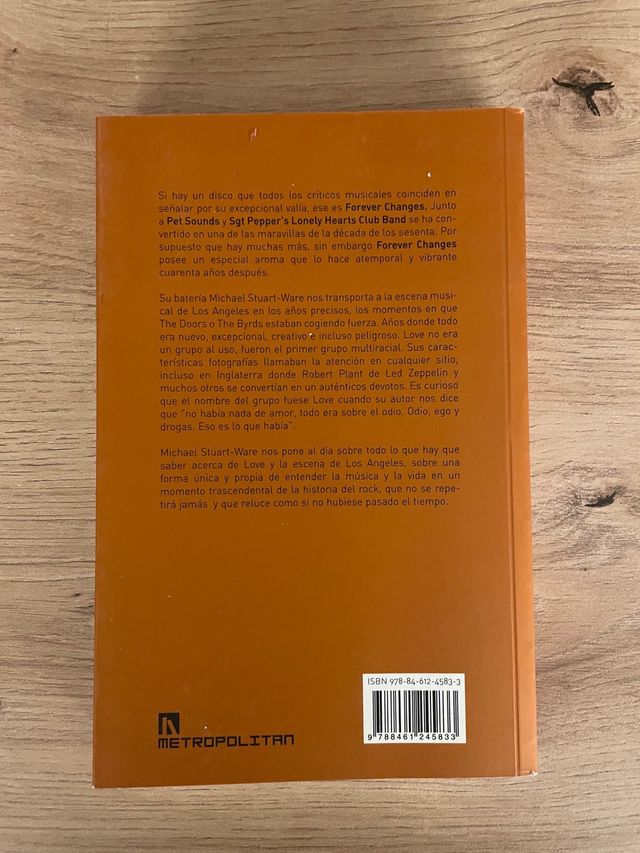 Si hay un disco que todos los críticos musicales coinciden en
señalar por su excepcional valía, ese es Forever Changes. Junto
a Pet Sounds y Sgt Pepper's Lonely Hearts Club Band se ha con-
vertido en una de las maravillas de la década de los sesenta. Por
supuesto que hay muchas más, sin embargo Forever Changes
posee un especial aroma que lo hace atemporal y vibrante
cuarenta años después.
Su batería Michael Stuart-Ware nos transporta a la escena musi-
cal de Los Angeles en los años precisos, los momentos en que
The Doors o The Byrds estaban cogiendo fuerza. Años donde todo
era nuevo, excepcional, creativo e incluso peligroso. Love no era
un grupo al uso, fueron el primer grupo multiracial. Sus carac-
terísticas fotografías llamaban la atención en cualquier sitio,
incluso en Inglaterra donde Robert Plant de Led Zeppelin y
muchos otros se convertían en un auténticos devotos. Es curioso
que el nombre del grupo fuese Love cuando su autor nos dice
que "no había nada de amor, todo era sobre el odio. Odio, ego y
drogas. Eso es lo que había".
Michael Stuart-Ware nos pone al dia sobre todo lo que hay que
saber acerca de Love y la escena de Los Angeles, sobre una
forma única y propia de entender la música y la vida en un
momento trascendental de la historia del rock, que no se repe-
tirá jamás y que reluce como si no hubiese pasado el tiempo.
ISBN 978-84-612-4583-3
9 788461 245833
METROPOLITAN